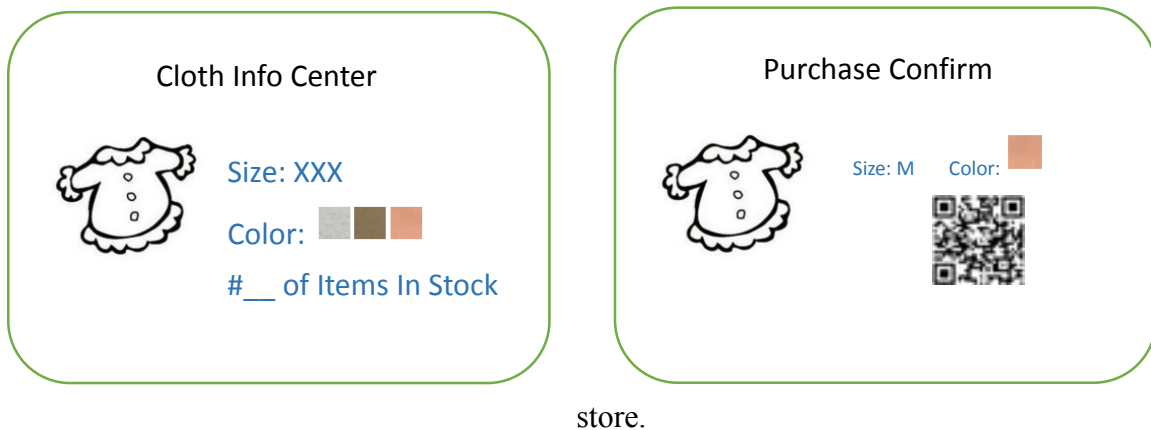 Cloth Info Center
Size: XXX
Color:
#__ of Items In Stock
Purchase Confirm
Size: M Color:
store.